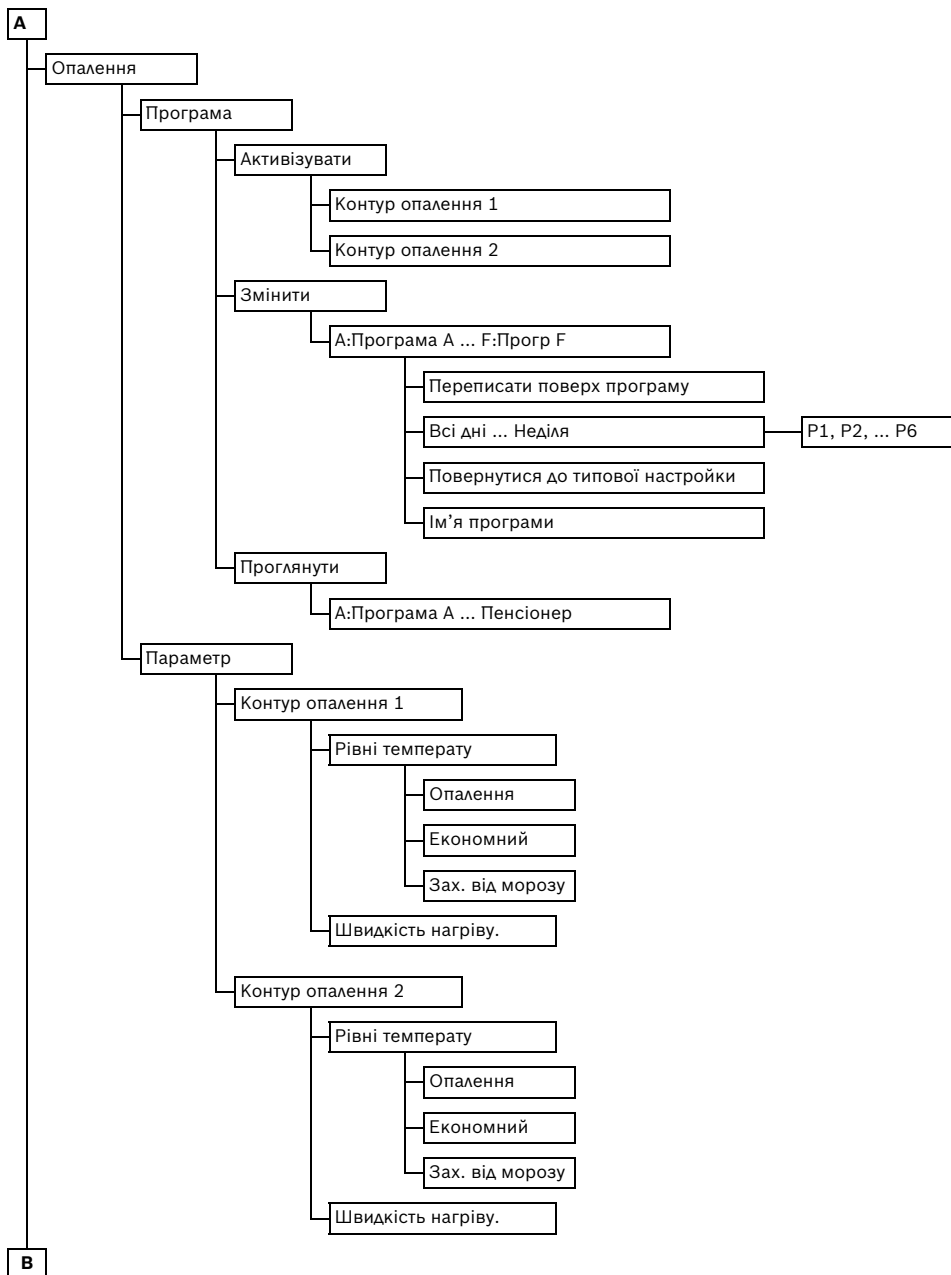 A
Опалення
Програма
Активізувати
Контур опалення 1
Контур опалення 2
Змінити
A:Програма A ... F:Прогр F
Переписати поверх програму
Всі дні ... Неділя
P1, P2, ... P6
Повернутися до типової настройки
Ім’я програми
Проглянути
A:Програма A ... Пенсіонер
Параметр
Контур опалення 1
Рівні температу
Опалення
Економний
Зах. від морозу
Швидкість нагріву.
Контур опалення 2
Рівні температу
Опалення
Економний
Зах. від морозу
Швидкість нагріву.
B